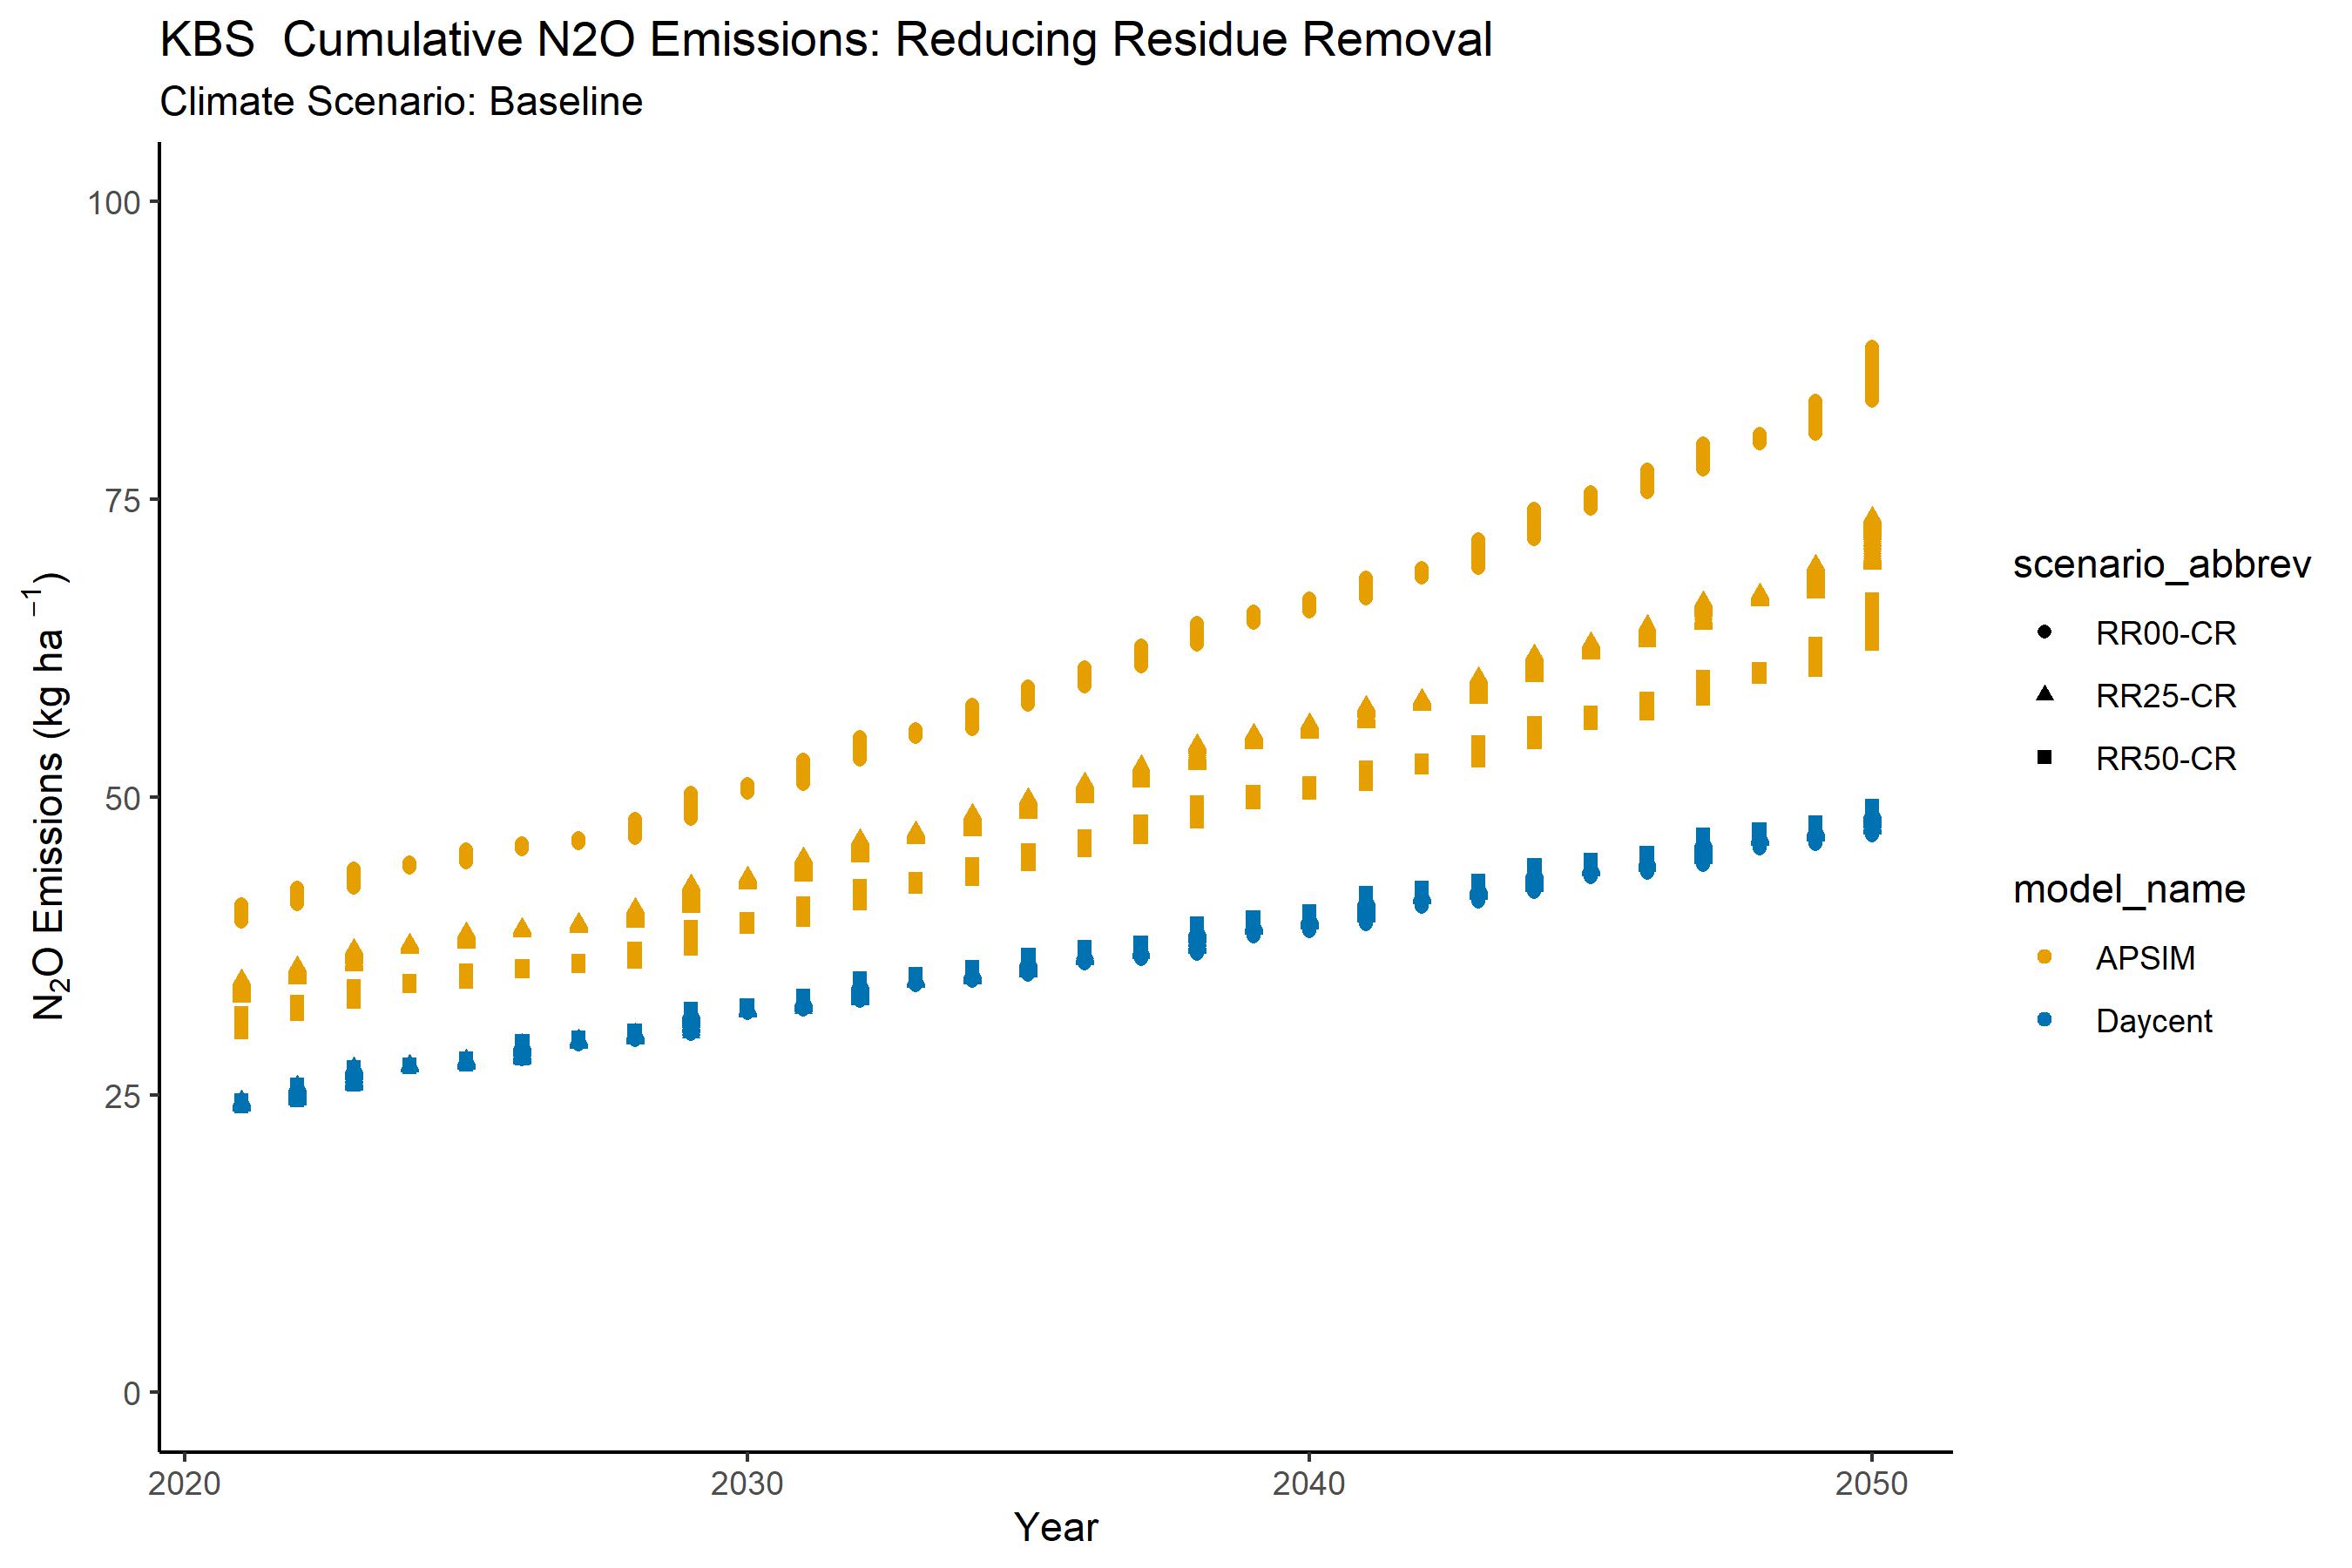 KBS  Cumulative N2O Emissions: Reducing Residue Removal
Climate Scenario: Baseline
N₂O Emissions (kg ha ⁻¹)
100
75
50
25
0
2020
2030
2040
2050
Year
scenario_abbrev
RR00-CR
RR25-CR
RR50-CR
model_name
APSIM
Daycent